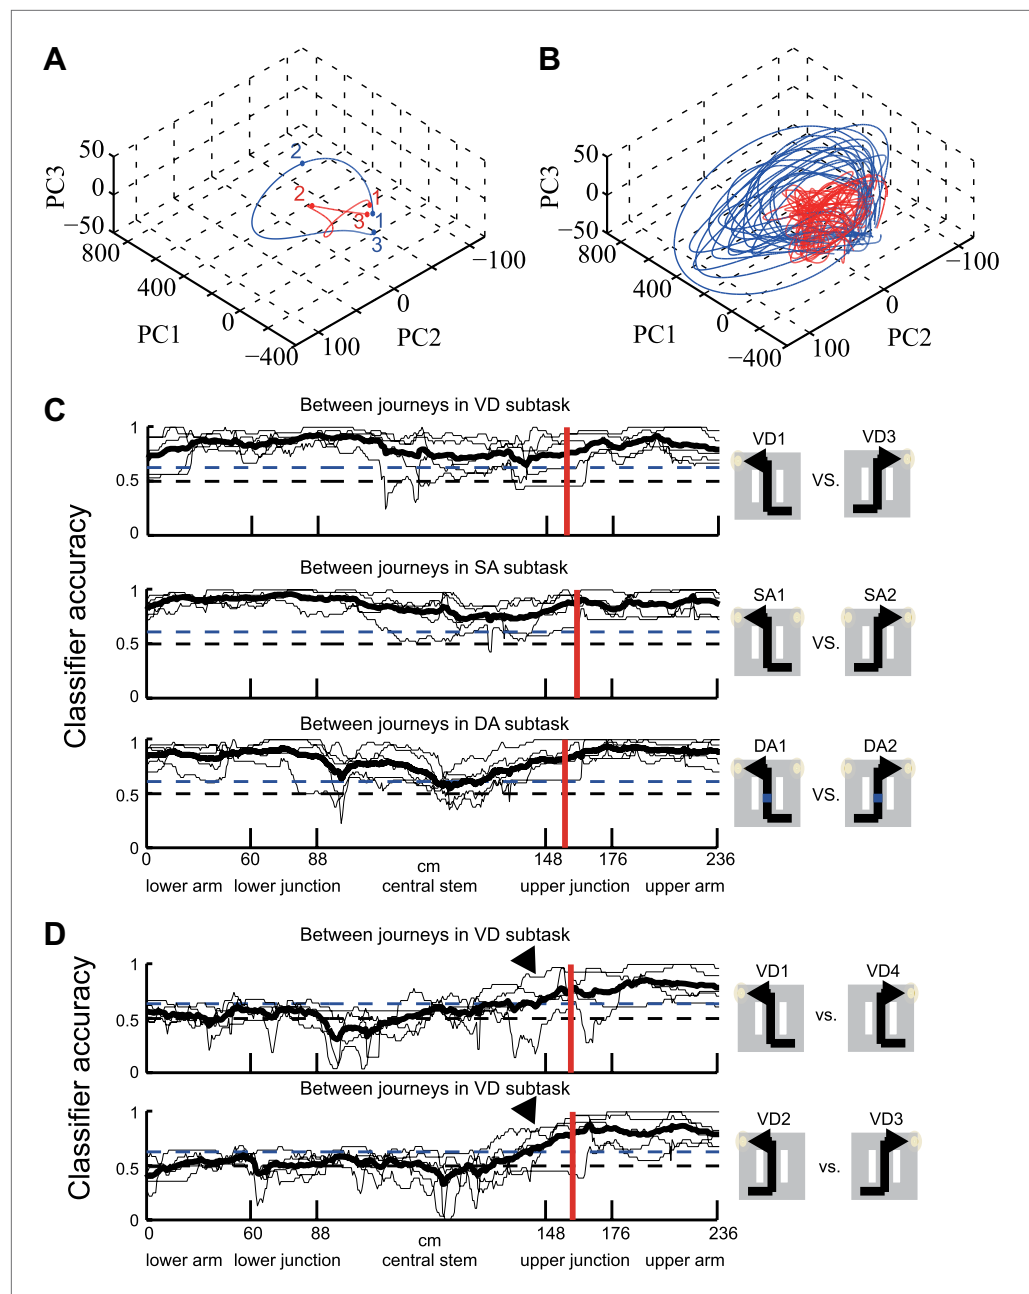 A
50
0
−50
PC3
800
400
0
−400
PC1
100
0
−100
PC2
2
2
1
3
1
3
B
50
0
−50
PC3
800
400
0
−400
PC1
100
0
−100
PC2
C
Classifier accuracy
Between journeys in VD subtask
1
0.5
0
VD1
VS.
VD3
Between journeys in SA subtask
1
0.5
0
SA1
VS.
SA2
Between journeys in DA subtask
1
0.5
DA1
VS.
DA2
0 60 88 cm 148 176 236
lower arm lower junction central stem upper junction upper arm
D
Classifier accuracy
Between journeys in VD subtask
1
0.5
0
VD1
vs.
VD4
Between journeys in VD subtask
1
0.5
0
VD2
vs.
VD3
0 60 88 cm 148 176 236
lower arm lower junction central stem upper junction upper arm